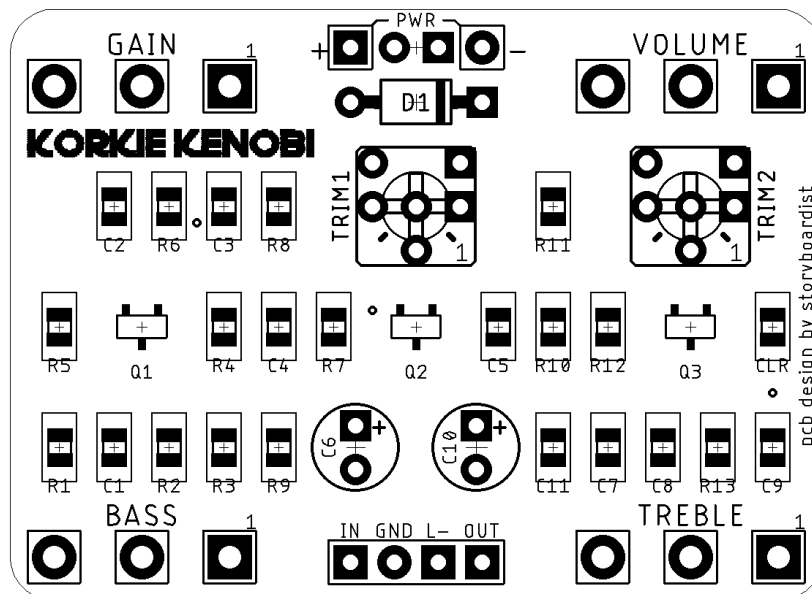 GAIN 1
+ PWR -
VOLUME 1
D1
KORKIE KENOBI
TRIM1 1
TRIM2 1
C2 R6 C3 R8 R11
pcb design by storyboardist
R5 Q1 R4 C4 R7 Q2 C5 R10 R12 Q3 CLR
C6 +
C10 +
R1 C1 R2 R3 R9 C11 C7 C8 R13 C9
BASS 1
IN GND L- OUT
TREBLE 1